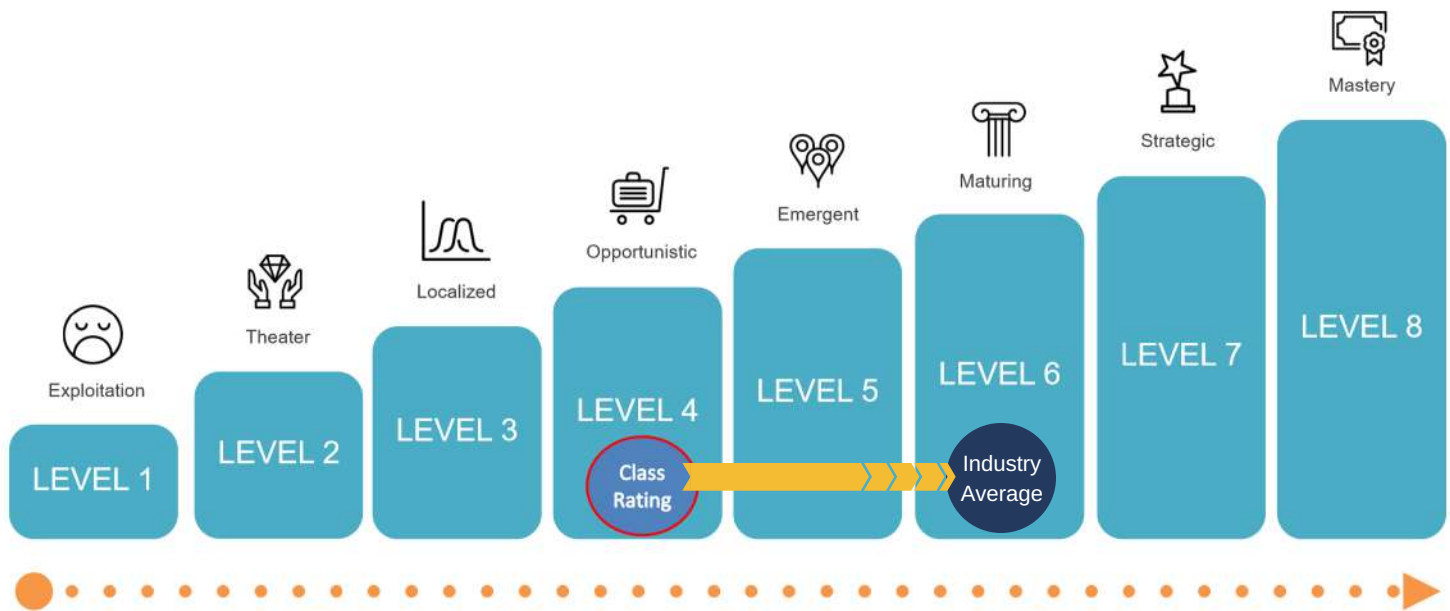 Mastery
Strategic
Maturing
Emergent
Opportunistic
Localized
Theater
Exploitation
LEVEL 1
LEVEL 2
LEVEL 3
LEVEL 4
LEVEL 5
LEVEL 6
LEVEL 7
LEVEL 8
Class
Rating
Industry
Average